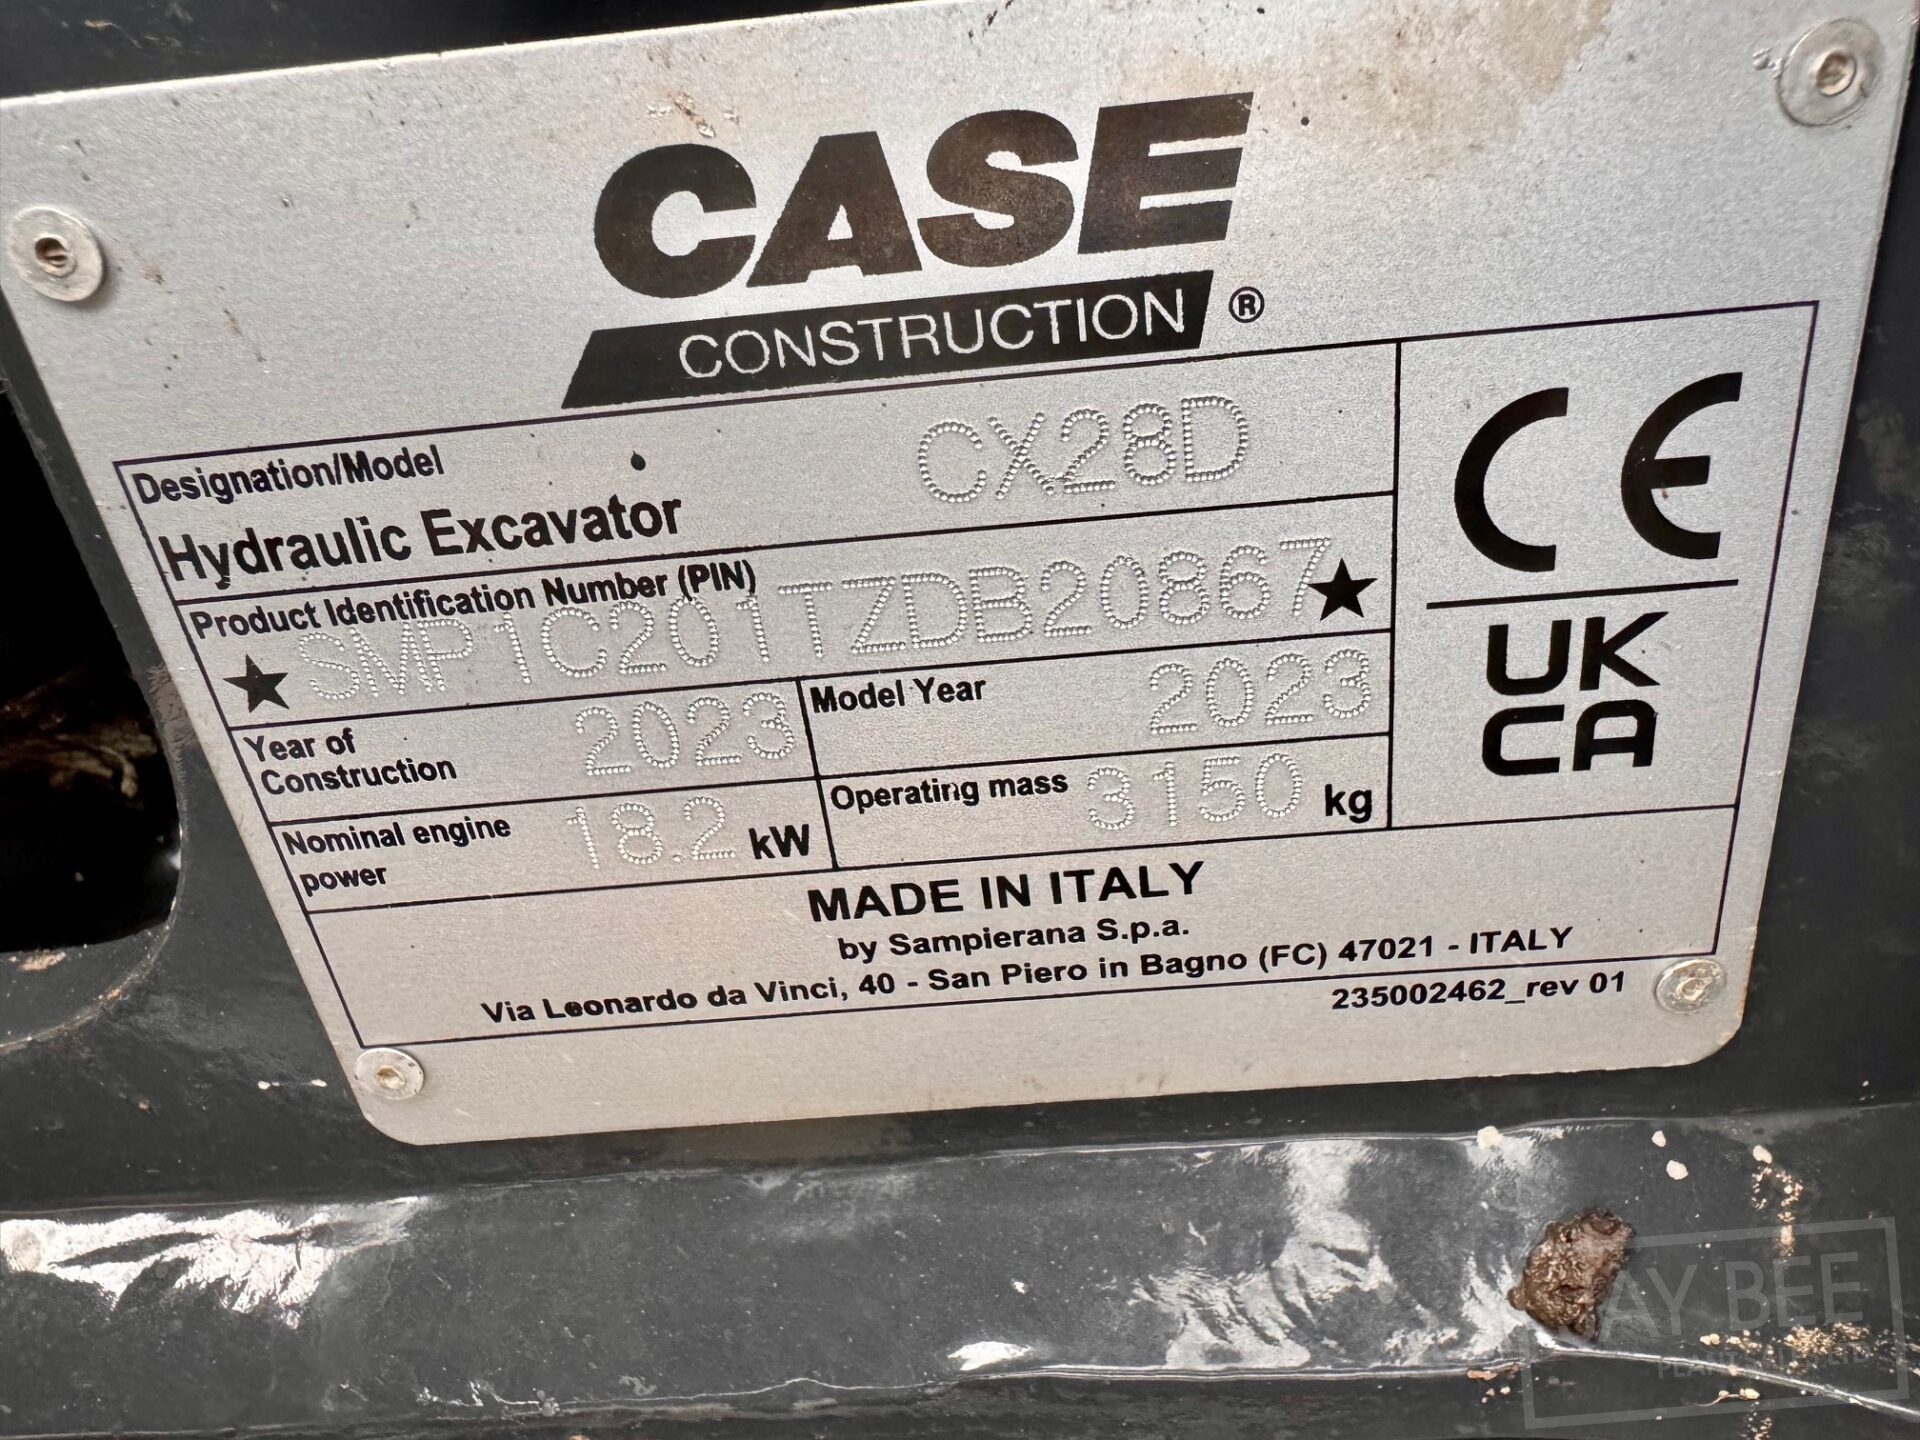 CASE
CONSTRUCTION ®
Designation/Model
Hydraulic Excavator CX28D
Product Identification Number (PIN)
★ SMP1C201TZDB20867 ★
Year of
Construction 2023
Model Year 2023
Nominal engine
power 18.2 kW
Operating mass 3150 kg
CE
UK
CA
MADE IN ITALY
by Sampierana S.p.a.
Via Leonardo da Vinci, 40 - San Piero in Bagno (FC) 47021 - ITALY
235002462_rev 01
AY BEE